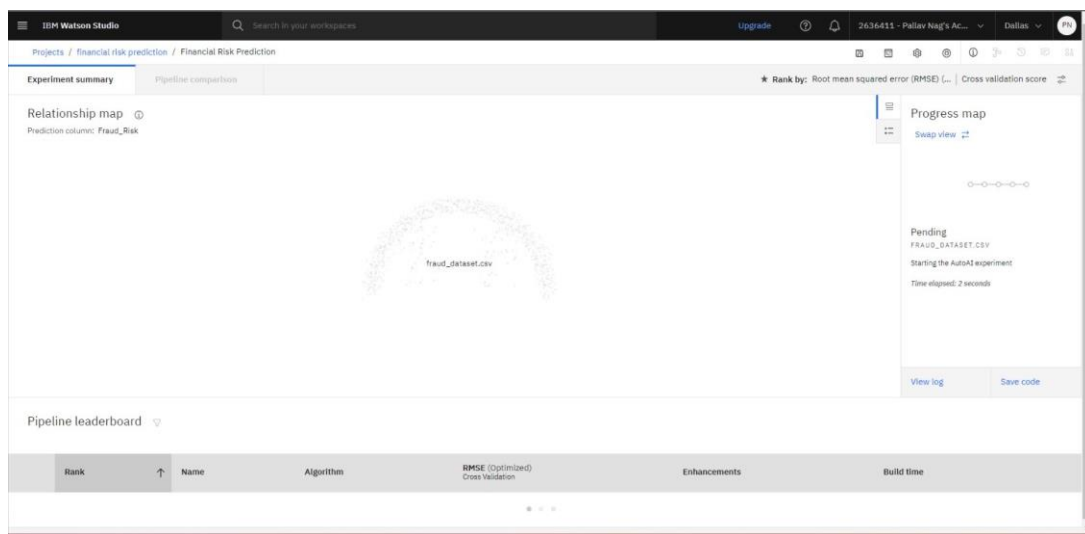 IBM Watson Studio
Search in your workspaces
Upgrade
2636411 - Pallav Nag's Ac...
Dallas
PN
Projects / financial risk prediction / Financial Risk Prediction
Experiment summary
Pipeline comparison
Rank by: Root mean squared error (RMSE) (... | Cross validation score
Relationship map
Prediction column: Fraud_Risk
fraud_dataset.csv
Progress map
Swap view
Pending
FRAUD_DATASET.CSV
Starting the AutoAI experiment
Time elapsed: 2 seconds
View log
Save code
Pipeline leaderboard
Rank
Name
Algorithm
RMSE (Optimized)
Cross Validation
Enhancements
Build time